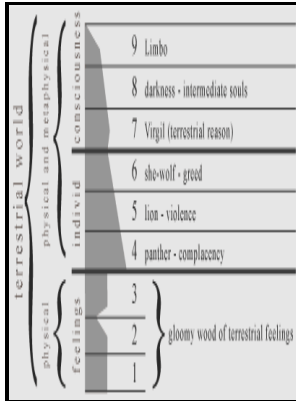 terrestrial world
physical and metaphysical
physical
consciousness
individ
feelings
9 Limbo
8 darkness - intermediate souls
7 Virgil (terrestrial reason)
6 she-wolf - greed
5 lion - violence
4 panther - complacency
3
2
1
gloomy wood of terrestrial feelings